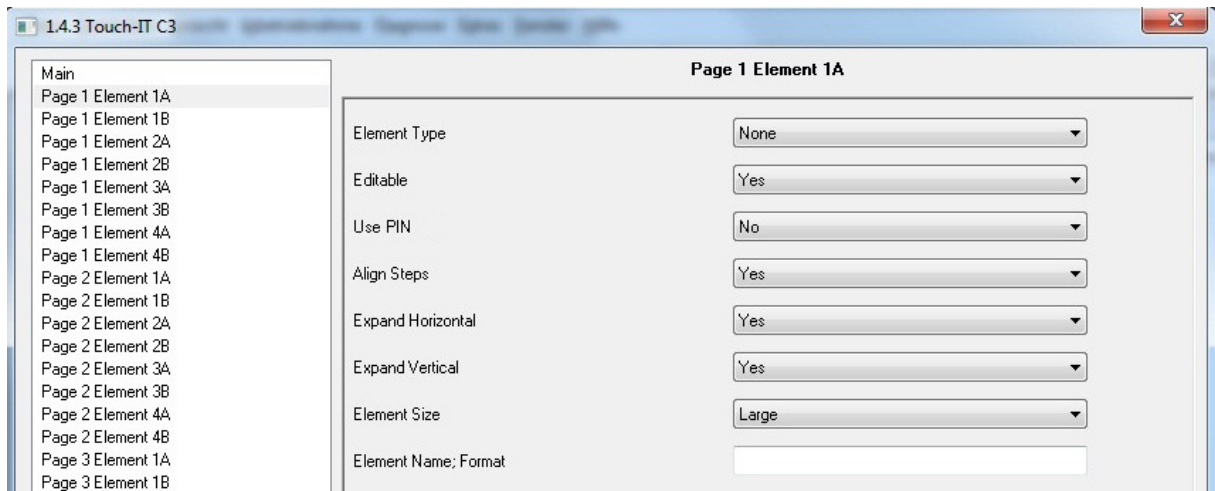 1.4.3 Touch-IT C3
Main
Page 1 Element 1A
Page 1 Element 1B
Page 1 Element 2A
Page 1 Element 2B
Page 1 Element 3A
Page 1 Element 3B
Page 1 Element 4A
Page 1 Element 4B
Page 2 Element 1A
Page 2 Element 1B
Page 2 Element 2A
Page 2 Element 2B
Page 2 Element 3A
Page 2 Element 3B
Page 2 Element 4A
Page 2 Element 4B
Page 3 Element 1A
Page 3 Element 1B
Page 1 Element 1A
Element Type None
Editable Yes
Use PIN No
Align Steps Yes
Expand Horizontal Yes
Expand Vertical Yes
Element Size Large
Element Name; Format